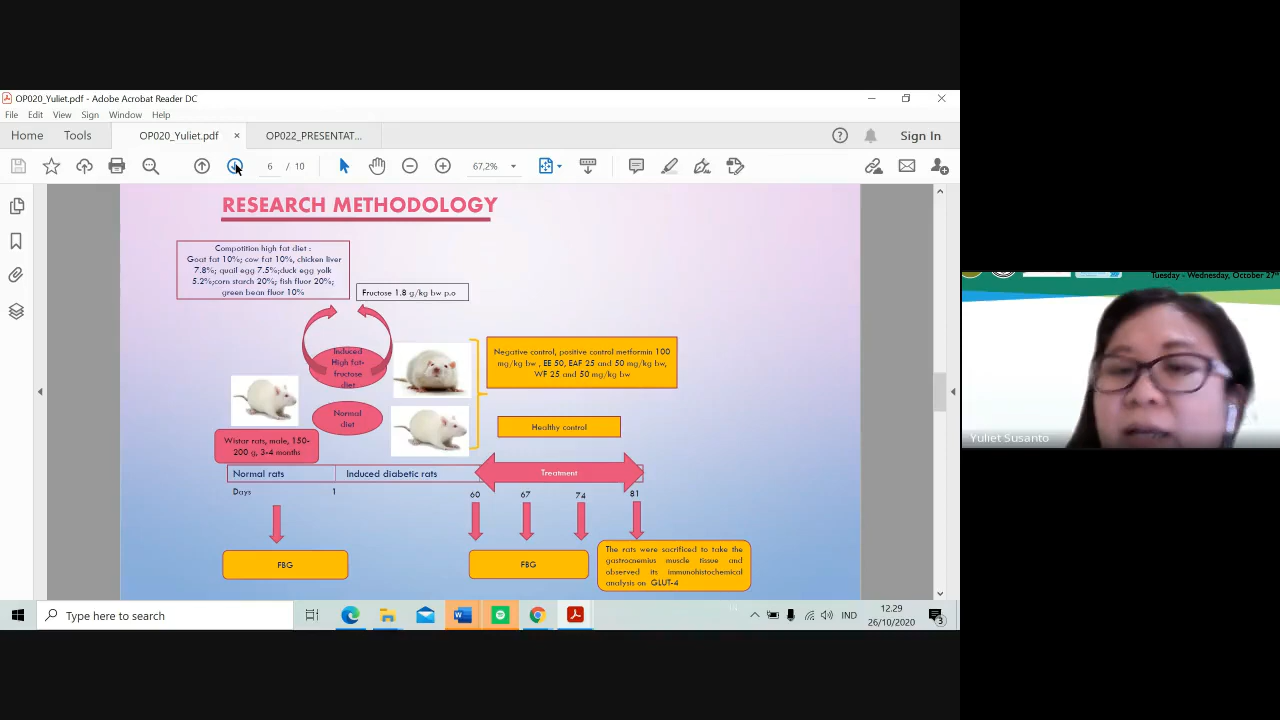 OP020_Yuliet.pdf - Adobe Acrobat Reader DC
File Edit View Sign Window Help
Home Tools OP020_Yuliet.pdf × OP022_PRESENTAT... Sign In
6 / 10 67,2%
RESEARCH METHODOLOGY
Compotition high fat diet :
Goat fat 10%; cow fat 10%, chicken liver
7.8%; quail egg 7.5%;duck egg yolk
5.2%;corn starch 20%; fish fluor 20%;
green bean fluor 10%
Fructose 1.8 g/kg bw p.o
Induced
High fat-
fructose
diet
Negative control, positive control metformin 100
mg/kg bw , EE 50, EAF 25 and 50 mg/kg bw,
WF 25 and 50 mg/kg bw
Normal
diet
Healthy control
Wistar rats, male, 150-
200 g, 3-4 months
Normal rats Induced diabetic rats Treatment
Days 1 60 67 74 81
FBG
FBG
The rats were sacrificed to take the
gastrocnemius muscle tissue and
observed its immunohistochemical
analysis on GLUT-4
Type here to search
IND
12.29
26/10/2020
3
Tuesday - Wednesday, October 27th
Yuliet Susanto